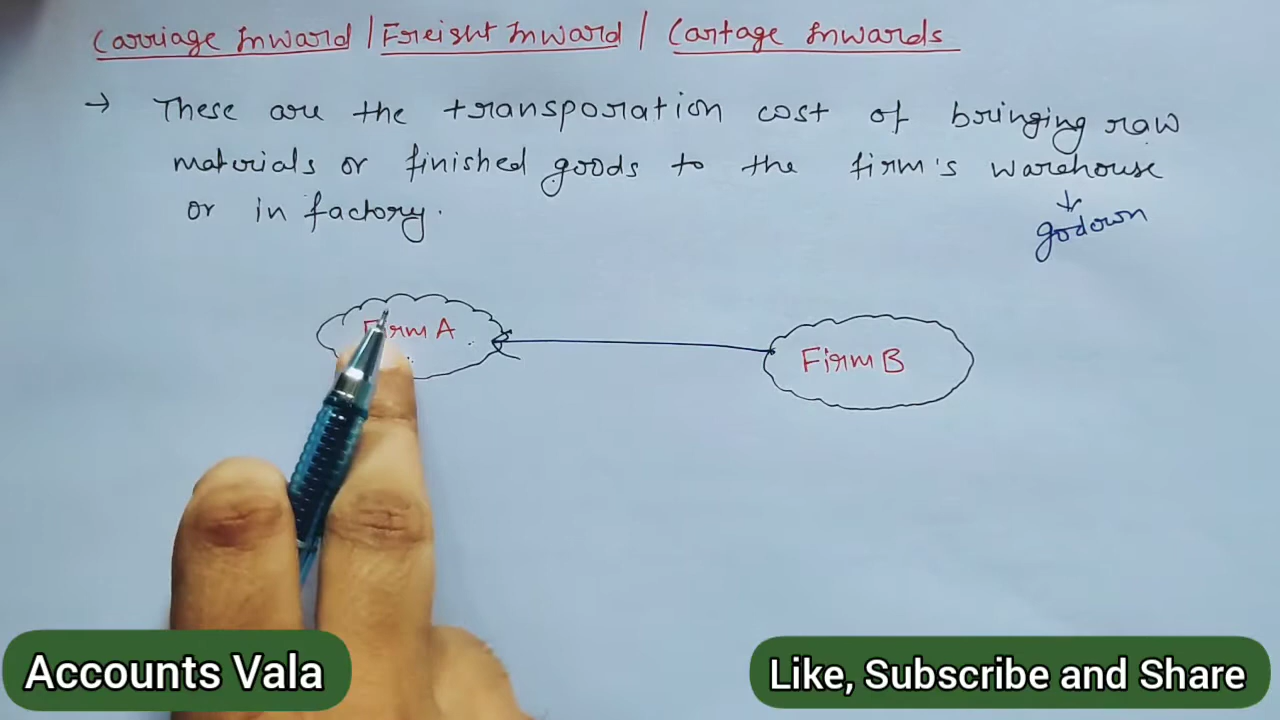 Carriage Inward / Freight Inward / Cartage Inwards
→ These are the transporation cost of bringing raw
materials or finished goods to the firm's warehouse
or in factory.
godown
Firm A
Firm B
Accounts Vala
Like, Subscribe and Share